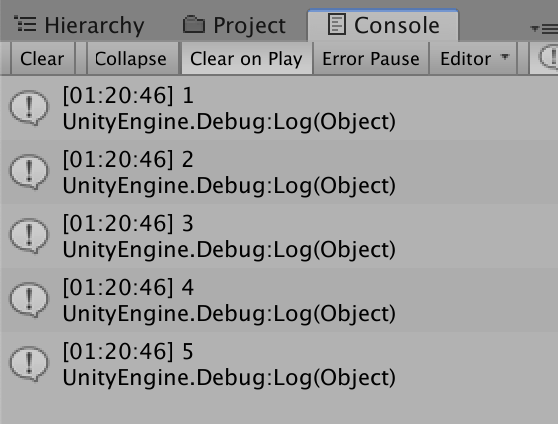 Hierarchy Project Console
Clear Collapse Clear on Play Error Pause Editor
[01:20:46] 1
UnityEngine.Debug:Log(Object)
[01:20:46] 2
UnityEngine.Debug:Log(Object)
[01:20:46] 3
UnityEngine.Debug:Log(Object)
[01:20:46] 4
UnityEngine.Debug:Log(Object)
[01:20:46] 5
UnityEngine.Debug:Log(Object)